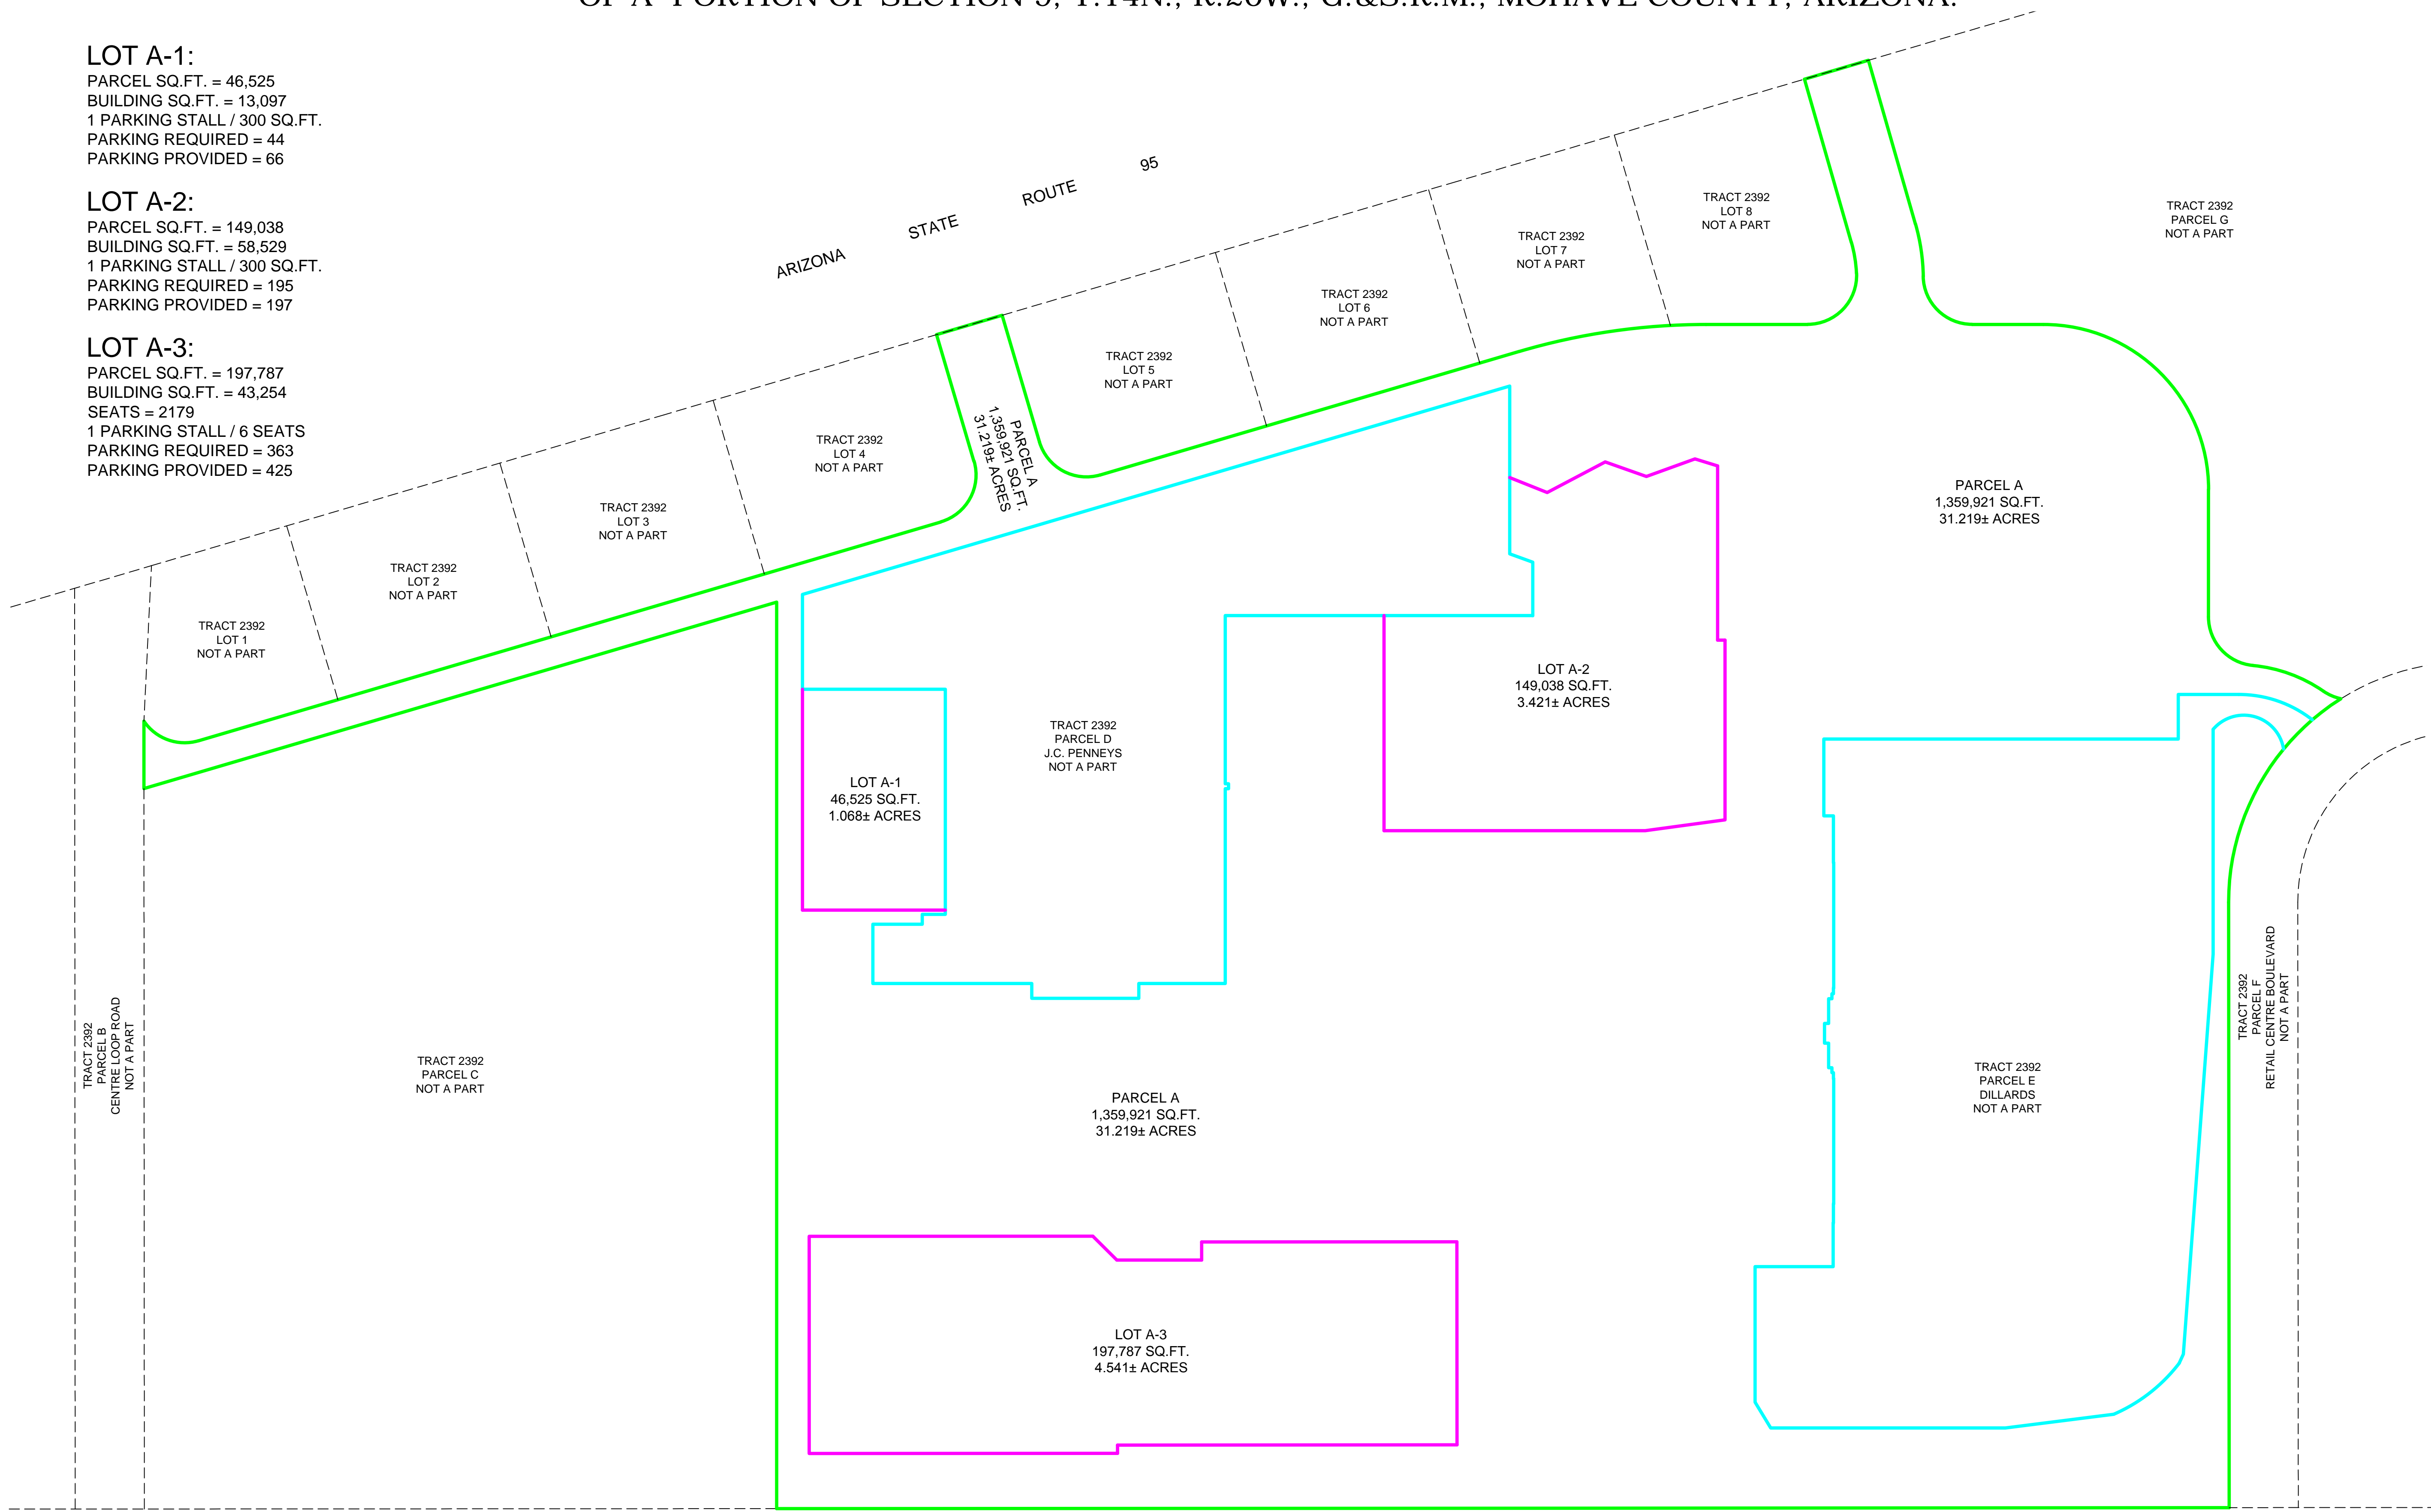 OF A PORTION OF SECTION 3, T.14N., R.20W., G.&S.R.M., MOHAVE COUNTY, ARIZONA.
LOT A-1:
PARCEL SQ.FT. = 46,525
BUILDING SQ.FT. = 13,097
1 PARKING STALL / 300 SQ.FT.
PARKING REQUIRED = 44
PARKING PROVIDED = 66
LOT A-2:
PARCEL SQ.FT. = 149,038
BUILDING SQ.FT. = 58,529
1 PARKING STALL / 300 SQ.FT.
PARKING REQUIRED = 195
PARKING PROVIDED = 197
LOT A-3:
PARCEL SQ.FT. = 197,787
BUILDING SQ.FT. = 43,254
SEATS = 2179
1 PARKING STALL / 6 SEATS
PARKING REQUIRED = 363
PARKING PROVIDED = 425
ARIZONA STATE ROUTE 95
TRACT 2392
LOT 1
NOT A PART
TRACT 2392
LOT 2
NOT A PART
TRACT 2392
LOT 3
NOT A PART
TRACT 2392
LOT 4
NOT A PART
PARCEL A
1,359,921 SQ.FT.
31.219± ACRES
TRACT 2392
LOT 5
NOT A PART
TRACT 2392
LOT 6
NOT A PART
TRACT 2392
LOT 7
NOT A PART
TRACT 2392
LOT 8
NOT A PART
TRACT 2392
PARCEL G
NOT A PART
PARCEL A
1,359,921 SQ.FT.
31.219± ACRES
LOT A-2
149,038 SQ.FT.
3.421± ACRES
TRACT 2392
PARCEL D
J.C. PENNEYS
NOT A PART
LOT A-1
46,525 SQ.FT.
1.068± ACRES
TRACT 2392
PARCEL B
CENTRE LOOP ROAD
NOT A PART
TRACT 2392
PARCEL C
NOT A PART
PARCEL A
1,359,921 SQ.FT.
31.219± ACRES
TRACT 2392
PARCEL E
DILLARDS
NOT A PART
TRACT 2392
PARCEL F
RETAIL CENTRE BOULEVARD
NOT A PART
LOT A-3
197,787 SQ.FT.
4.541± ACRES